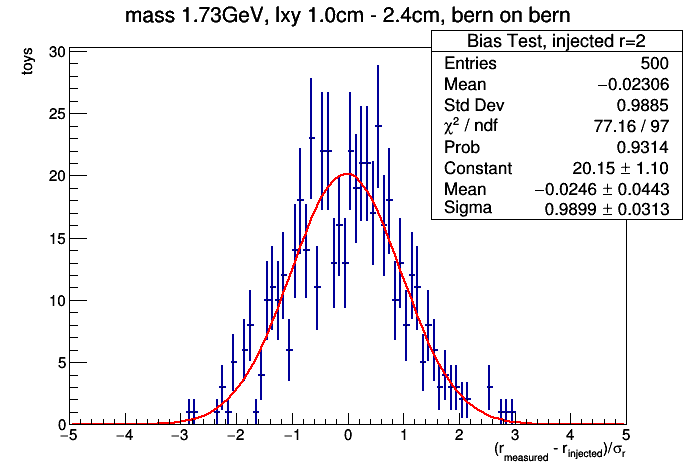 mass 1.73GeV, lxy 1.0cm - 2.4cm, bern on bern
toys
Bias Test, injected r=2
Entries 500
Mean −0.02306
Std Dev 0.9885
χ² / ndf 77.16 / 97
Prob 0.9314
Constant 20.15 ± 1.10
Mean −0.0246 ± 0.0443
Sigma 0.9899 ± 0.0313
30
25
20
15
10
5
0
−5 −4 −3 −2 −1 0 1 2 3 4 5
(r_measured - r_injected)/σ_r